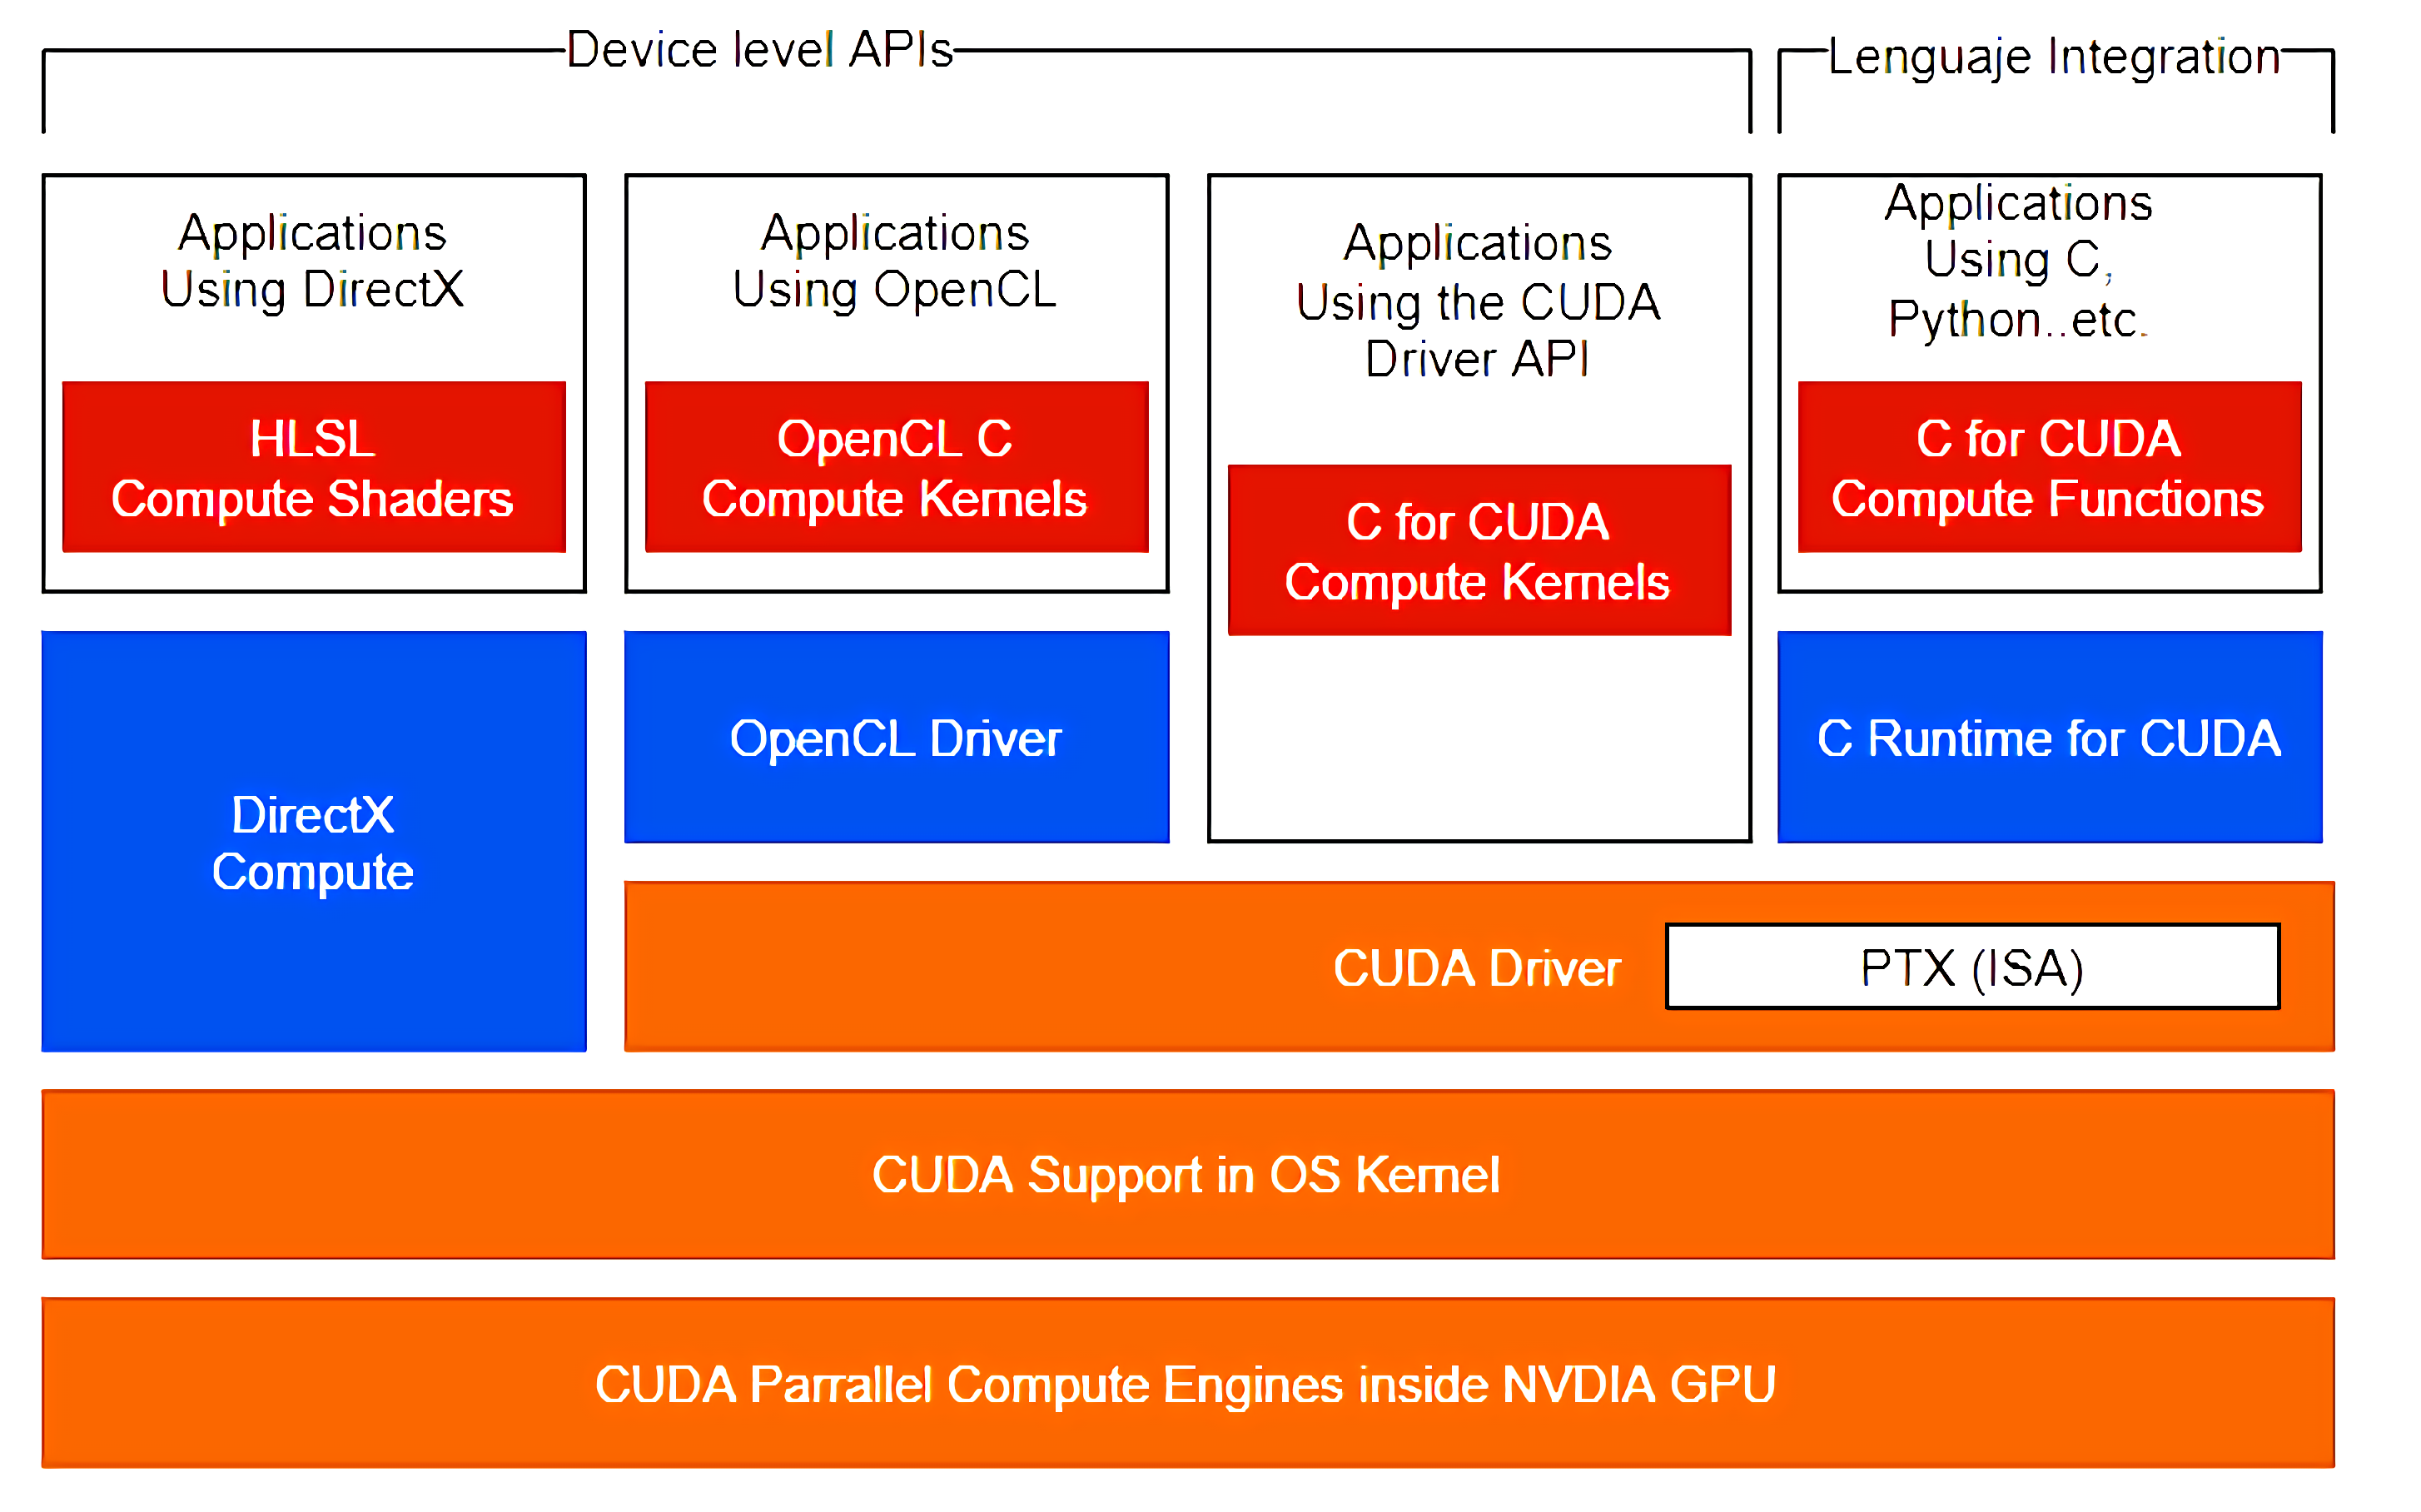 Device level APIs
Lenguaje Integration
Applications
Using DirectX
HLSL
Compute Shaders
Applications
Using OpenCL
OpenCL C
Compute Kernels
Applications
Using the CUDA
Driver API
C for CUDA
Compute Kernels
Applications
Using C,
Python..etc.
C for CUDA
Compute Functions
DirectX
Compute
OpenCL Driver
C Runtime for CUDA
CUDA Driver
PTX (ISA)
CUDA Support in OS Kernel
CUDA Parrallel Compute Engines inside NVDIA GPU